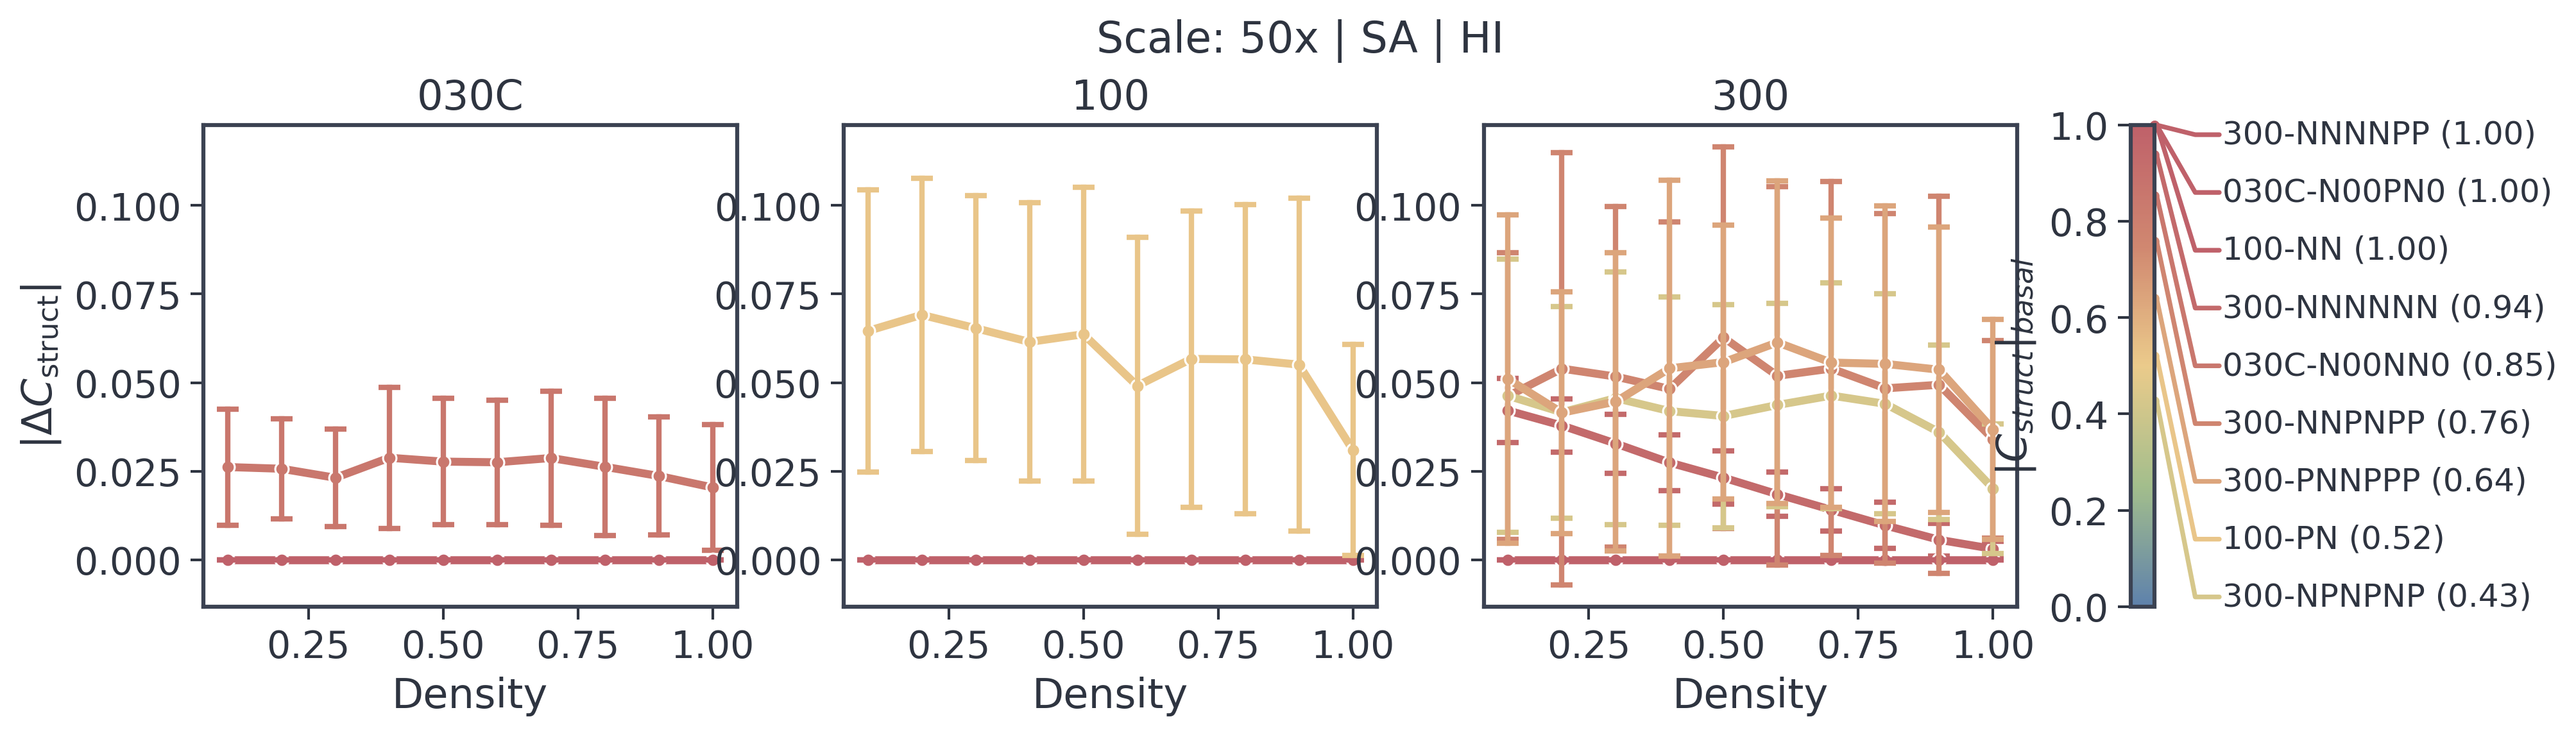 Scale: 50x | SA | HI
030C
100
300
|ΔC_struct|
0.100
0.075
0.050
0.025
0.000
0.25 0.50 0.75 1.00
Density
0.100
0.075
0.050
0.025
0.000
0.25 0.50 0.75 1.00
Density
0.100
0.075
0.050
0.025
0.000
0.25 0.50 0.75 1.00
Density
|C_struct|basal
1.0
0.8
0.6
0.4
0.2
0.0
300-NNNNPP (1.00)
030C-N00PN0 (1.00)
100-NN (1.00)
300-NNNNNN (0.94)
030C-N00NN0 (0.85)
300-NNPNPP (0.76)
300-PNNPPP (0.64)
100-PN (0.52)
300-NPNPNP (0.43)